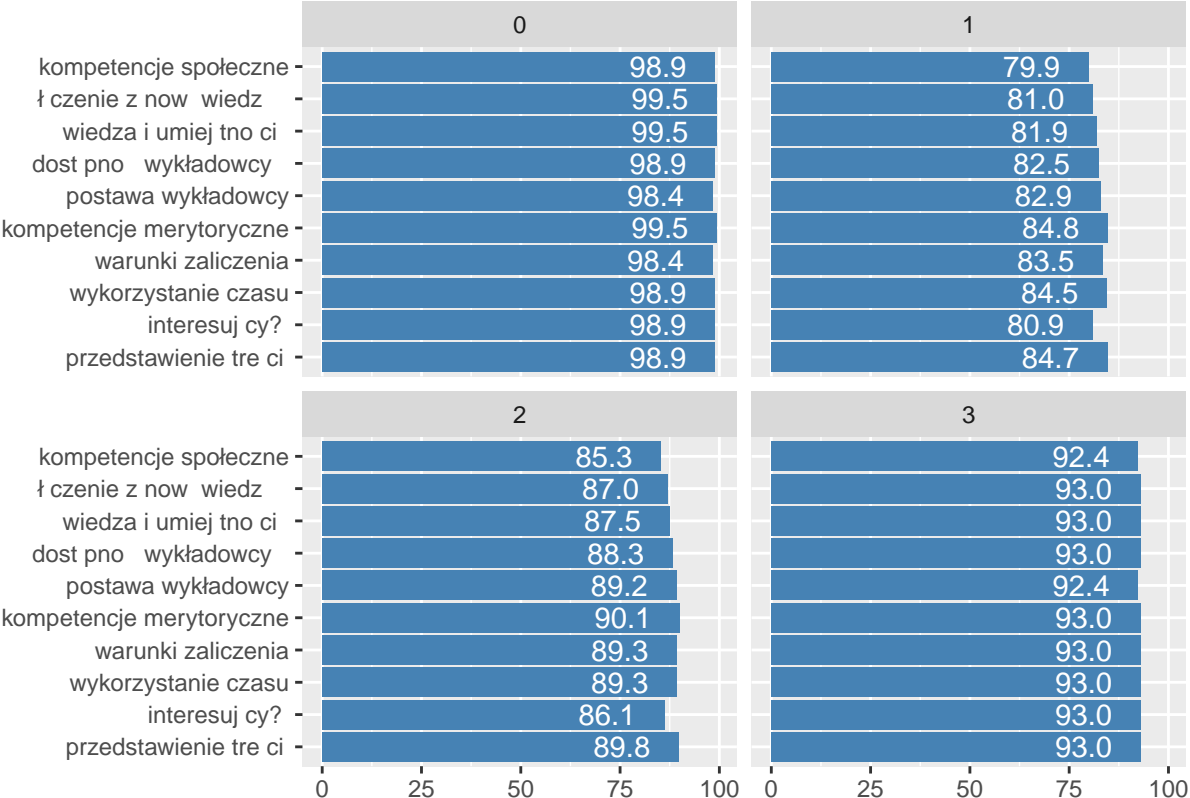 0 1
kompetencje społeczne 98.9 79.9
ł czenie z now wiedz 99.5 81.0
wiedza i umiej tno ci 99.5 81.9
dost pno wykładowcy 98.9 82.5
postawa wykładowcy 98.4 82.9
kompetencje merytoryczne 99.5 84.8
warunki zaliczenia 98.4 83.5
wykorzystanie czasu 98.9 84.5
interesuj cy? 98.9 80.9
przedstawienie tre ci 98.9 84.7
2 3
kompetencje społeczne 85.3 92.4
ł czenie z now wiedz 87.0 93.0
wiedza i umiej tno ci 87.5 93.0
dost pno wykładowcy 88.3 93.0
postawa wykładowcy 89.2 92.4
kompetencje merytoryczne 90.1 93.0
warunki zaliczenia 89.3 93.0
wykorzystanie czasu 89.3 93.0
interesuj cy? 86.1 93.0
przedstawienie tre ci 89.8 93.0
0 25 50 75 100 0 25 50 75 100